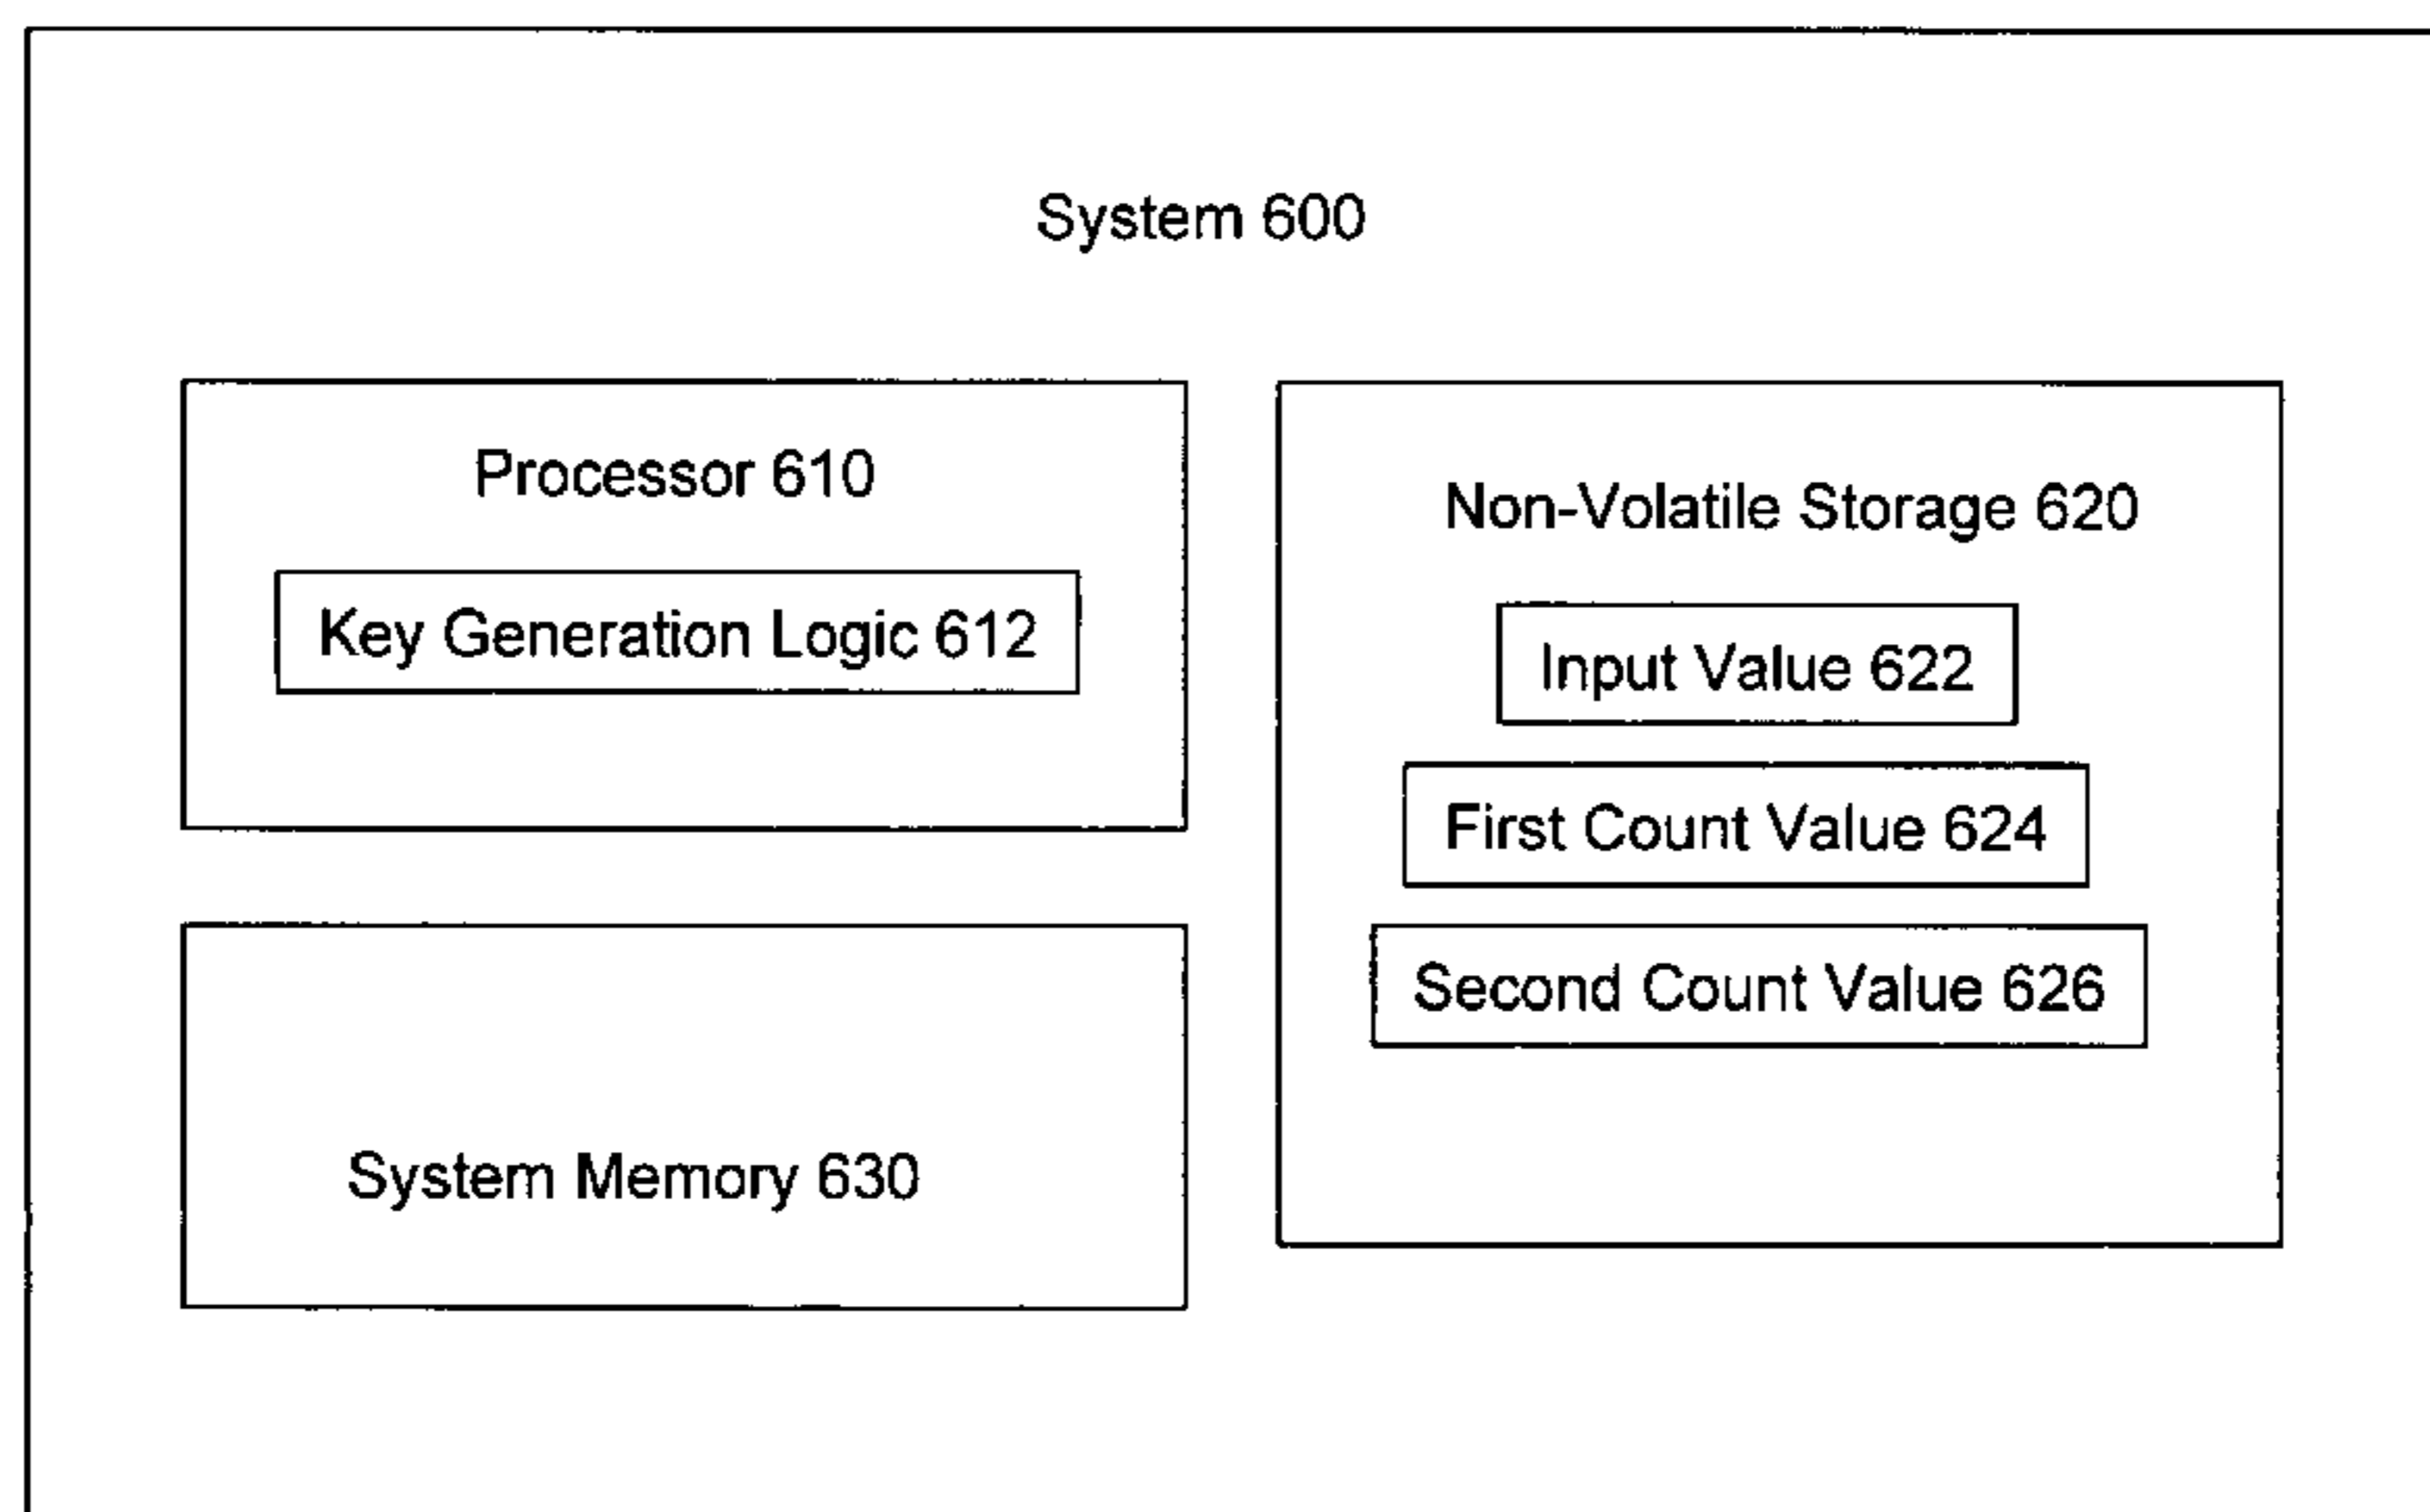 System 600
Processor 610
Key Generation Logic 612
Non-Volatile Storage 620
Input Value 622
First Count Value 624
Second Count Value 626
System Memory 630